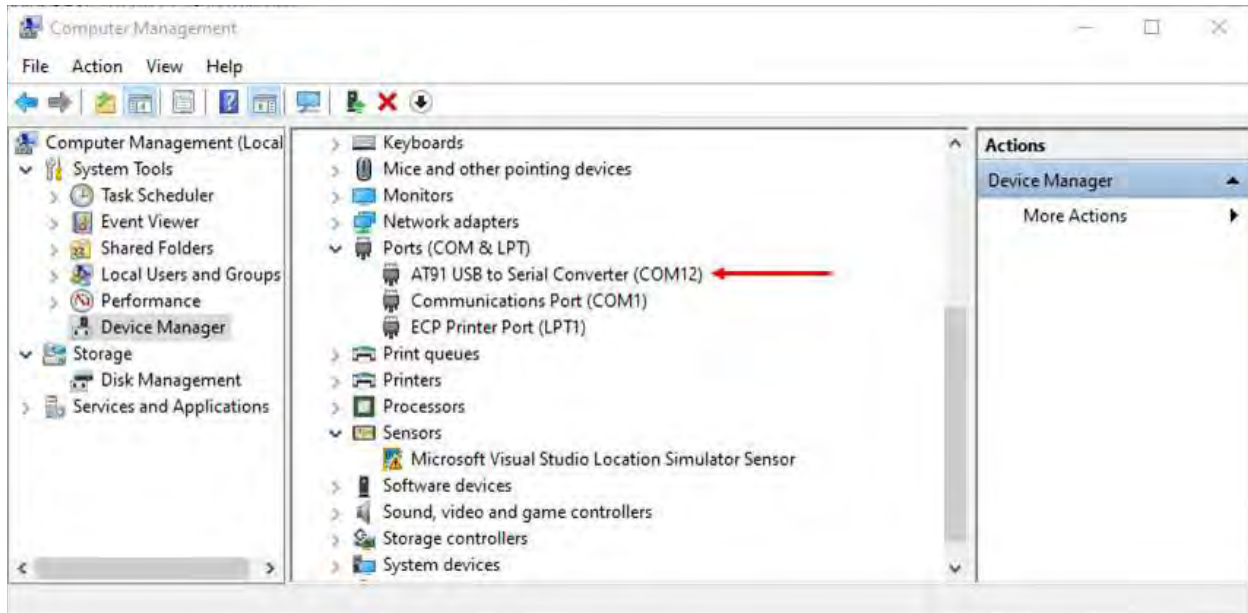 Computer Management
File Action View Help
Computer Management (Local
System Tools
Task Scheduler
Event Viewer
Shared Folders
Local Users and Groups
Performance
Device Manager
Storage
Disk Management
Services and Applications
Keyboards
Mice and other pointing devices
Monitors
Network adapters
Ports (COM & LPT)
AT91 USB to Serial Converter (COM12)
Communications Port (COM1)
ECP Printer Port (LPT1)
Print queues
Printers
Processors
Sensors
Microsoft Visual Studio Location Simulator Sensor
Software devices
Sound, video and game controllers
Storage controllers
System devices
Actions
Device Manager
More Actions